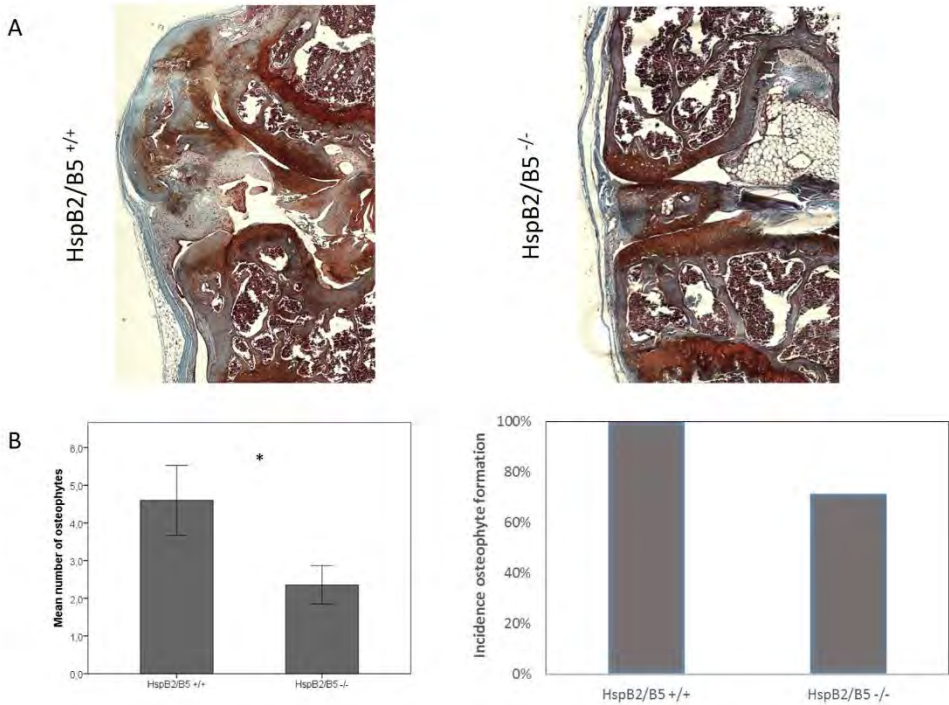 A
HspB2/B5 +/+
HspB2/B5 -/-
B
Mean number of osteophytes
6,0
5,0
4,0
3,0
2,0
1,0
0,0
*
HspB2/B5 +/+
HspB2/B5 -/-
Incidence osteophyte formation
100%
80%
60%
40%
20%
0%
HspB2/B5 +/+
HspB2/B5 -/-